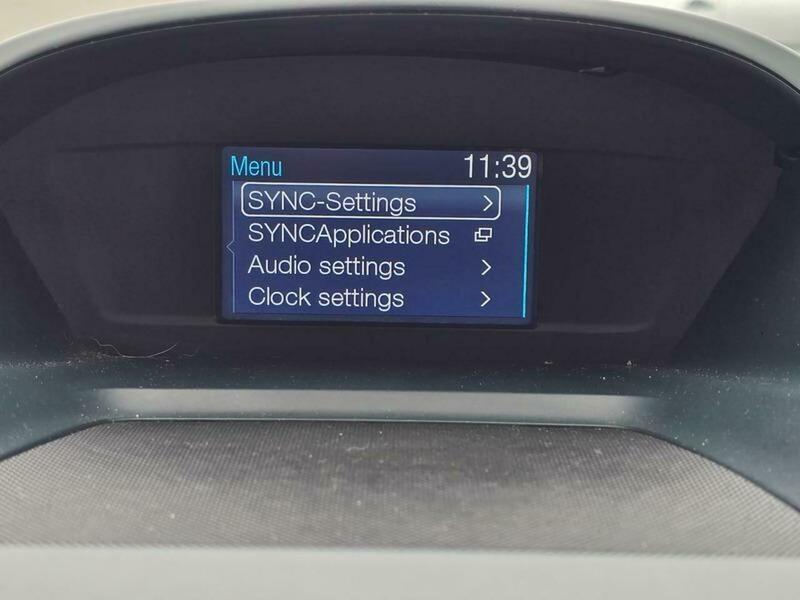 Menu 11:39
SYNC-Settings
SYNCApplications
Audio settings
Clock settings